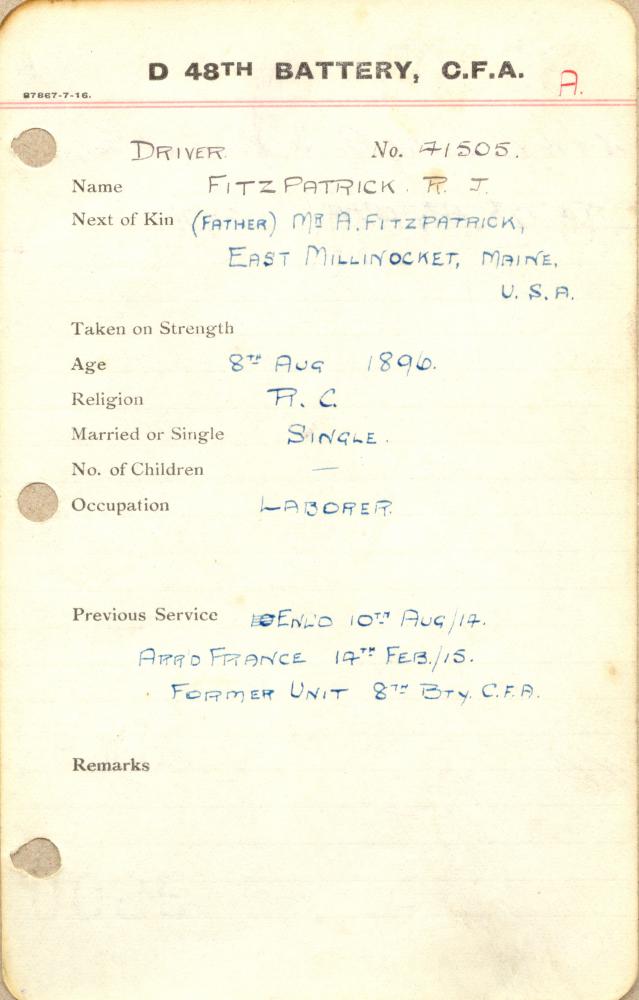 D 48TH BATTERY, C.F.A.
A.
97867-7-16.
DRIVER. No. 41505.
Name FITZPATRICK. R. J.
Next of Kin (FATHER) MR A. FITZPATRICK,
EAST MILLINOCKET, MAINE,
U. S. A.
Taken on Strength
Age 8TH AUG 1896.
Religion R. C.
Married or Single SINGLE.
No. of Children —
Occupation LABORER.
Previous Service ENL'D 10TH AUG/14.
ARR'D FRANCE 14TH FEB./15.
FORMER UNIT 8TH BTY. C.F.A.
Remarks